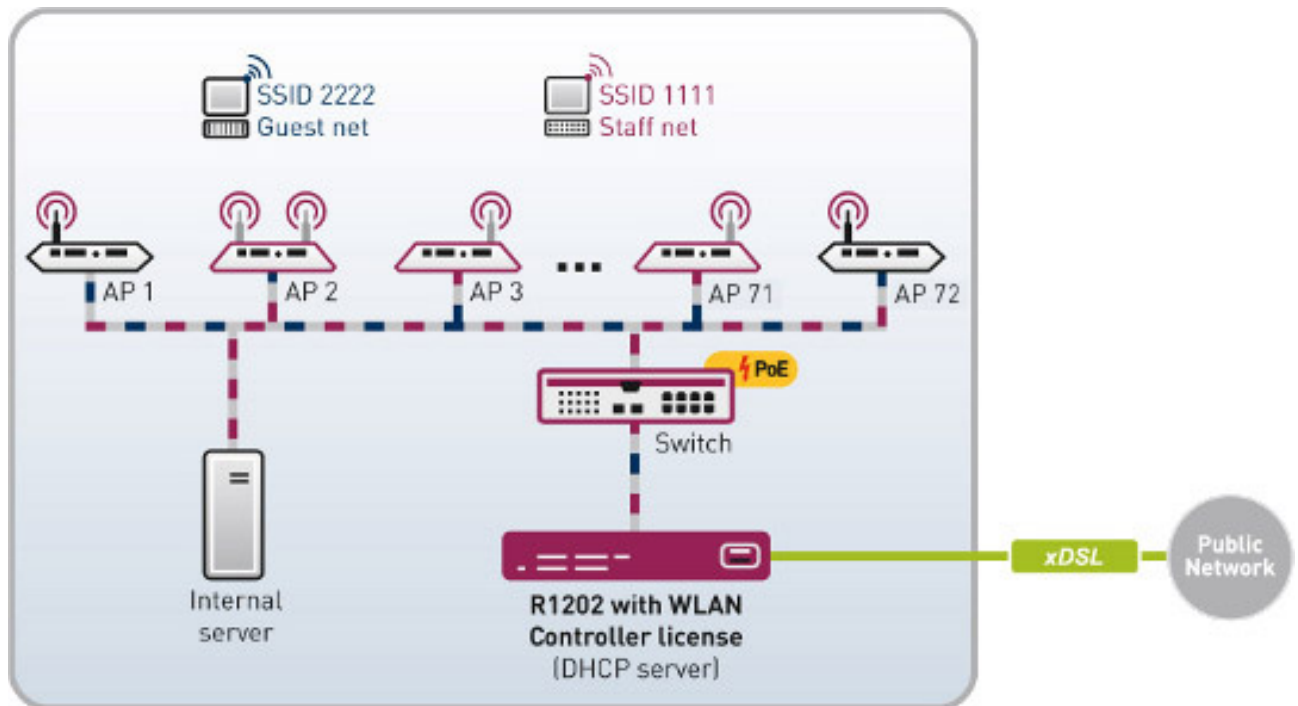 SSID 2222
Guest net
SSID 1111
Staff net
AP 1
AP 2
AP 3
...
AP 71
AP 72
PoE
Switch
Internal
server
R1202 with WLAN
Controller license
(DHCP server)
xDSL
Public
Network